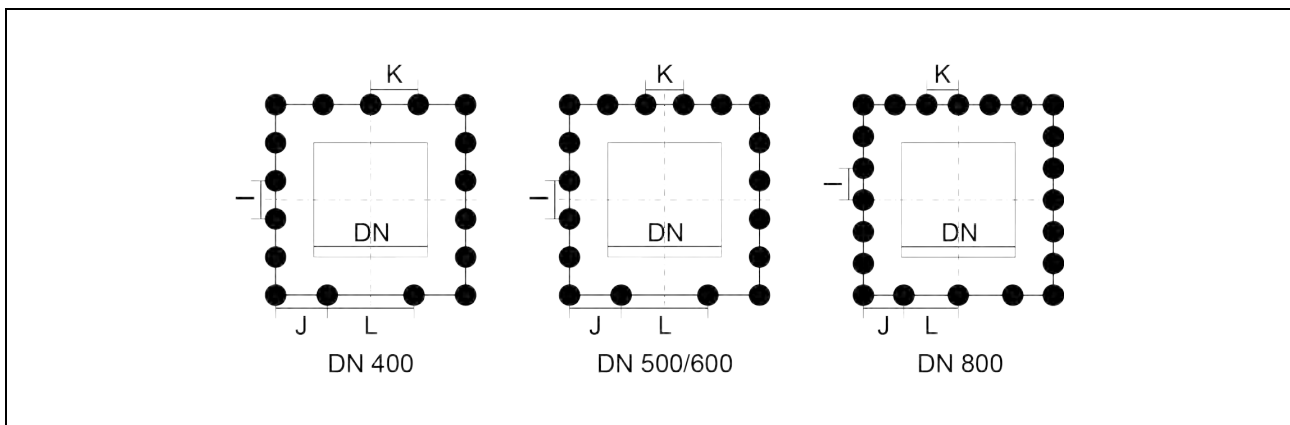 K K K
I I I
DN DN DN
J L J L J L
DN 400 DN 500/600 DN 800